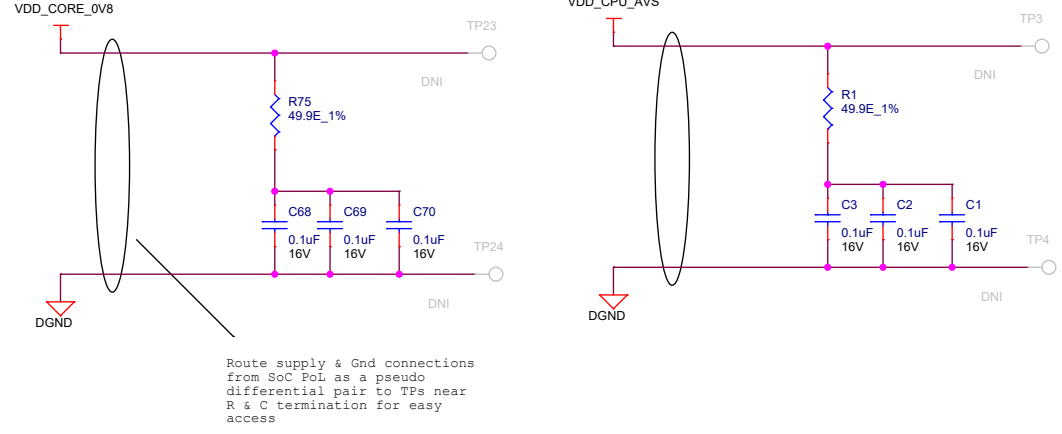 VDD_CORE_0V8
TP23
DNI
R75
49.9E_1%
C68
C69
C70
0.1uF
0.1uF
0.1uF
16V
16V
16V
TP24
DNI
DGND
Route supply & Gnd connections
from SoC PoL as a pseudo
differential pair to TPs near
R & C termination for easy
access
VDD_CPU_AVS
TP3
DNI
R1
49.9E_1%
C3
C2
C1
0.1uF
0.1uF
0.1uF
16V
16V
16V
TP4
DNI
DGND